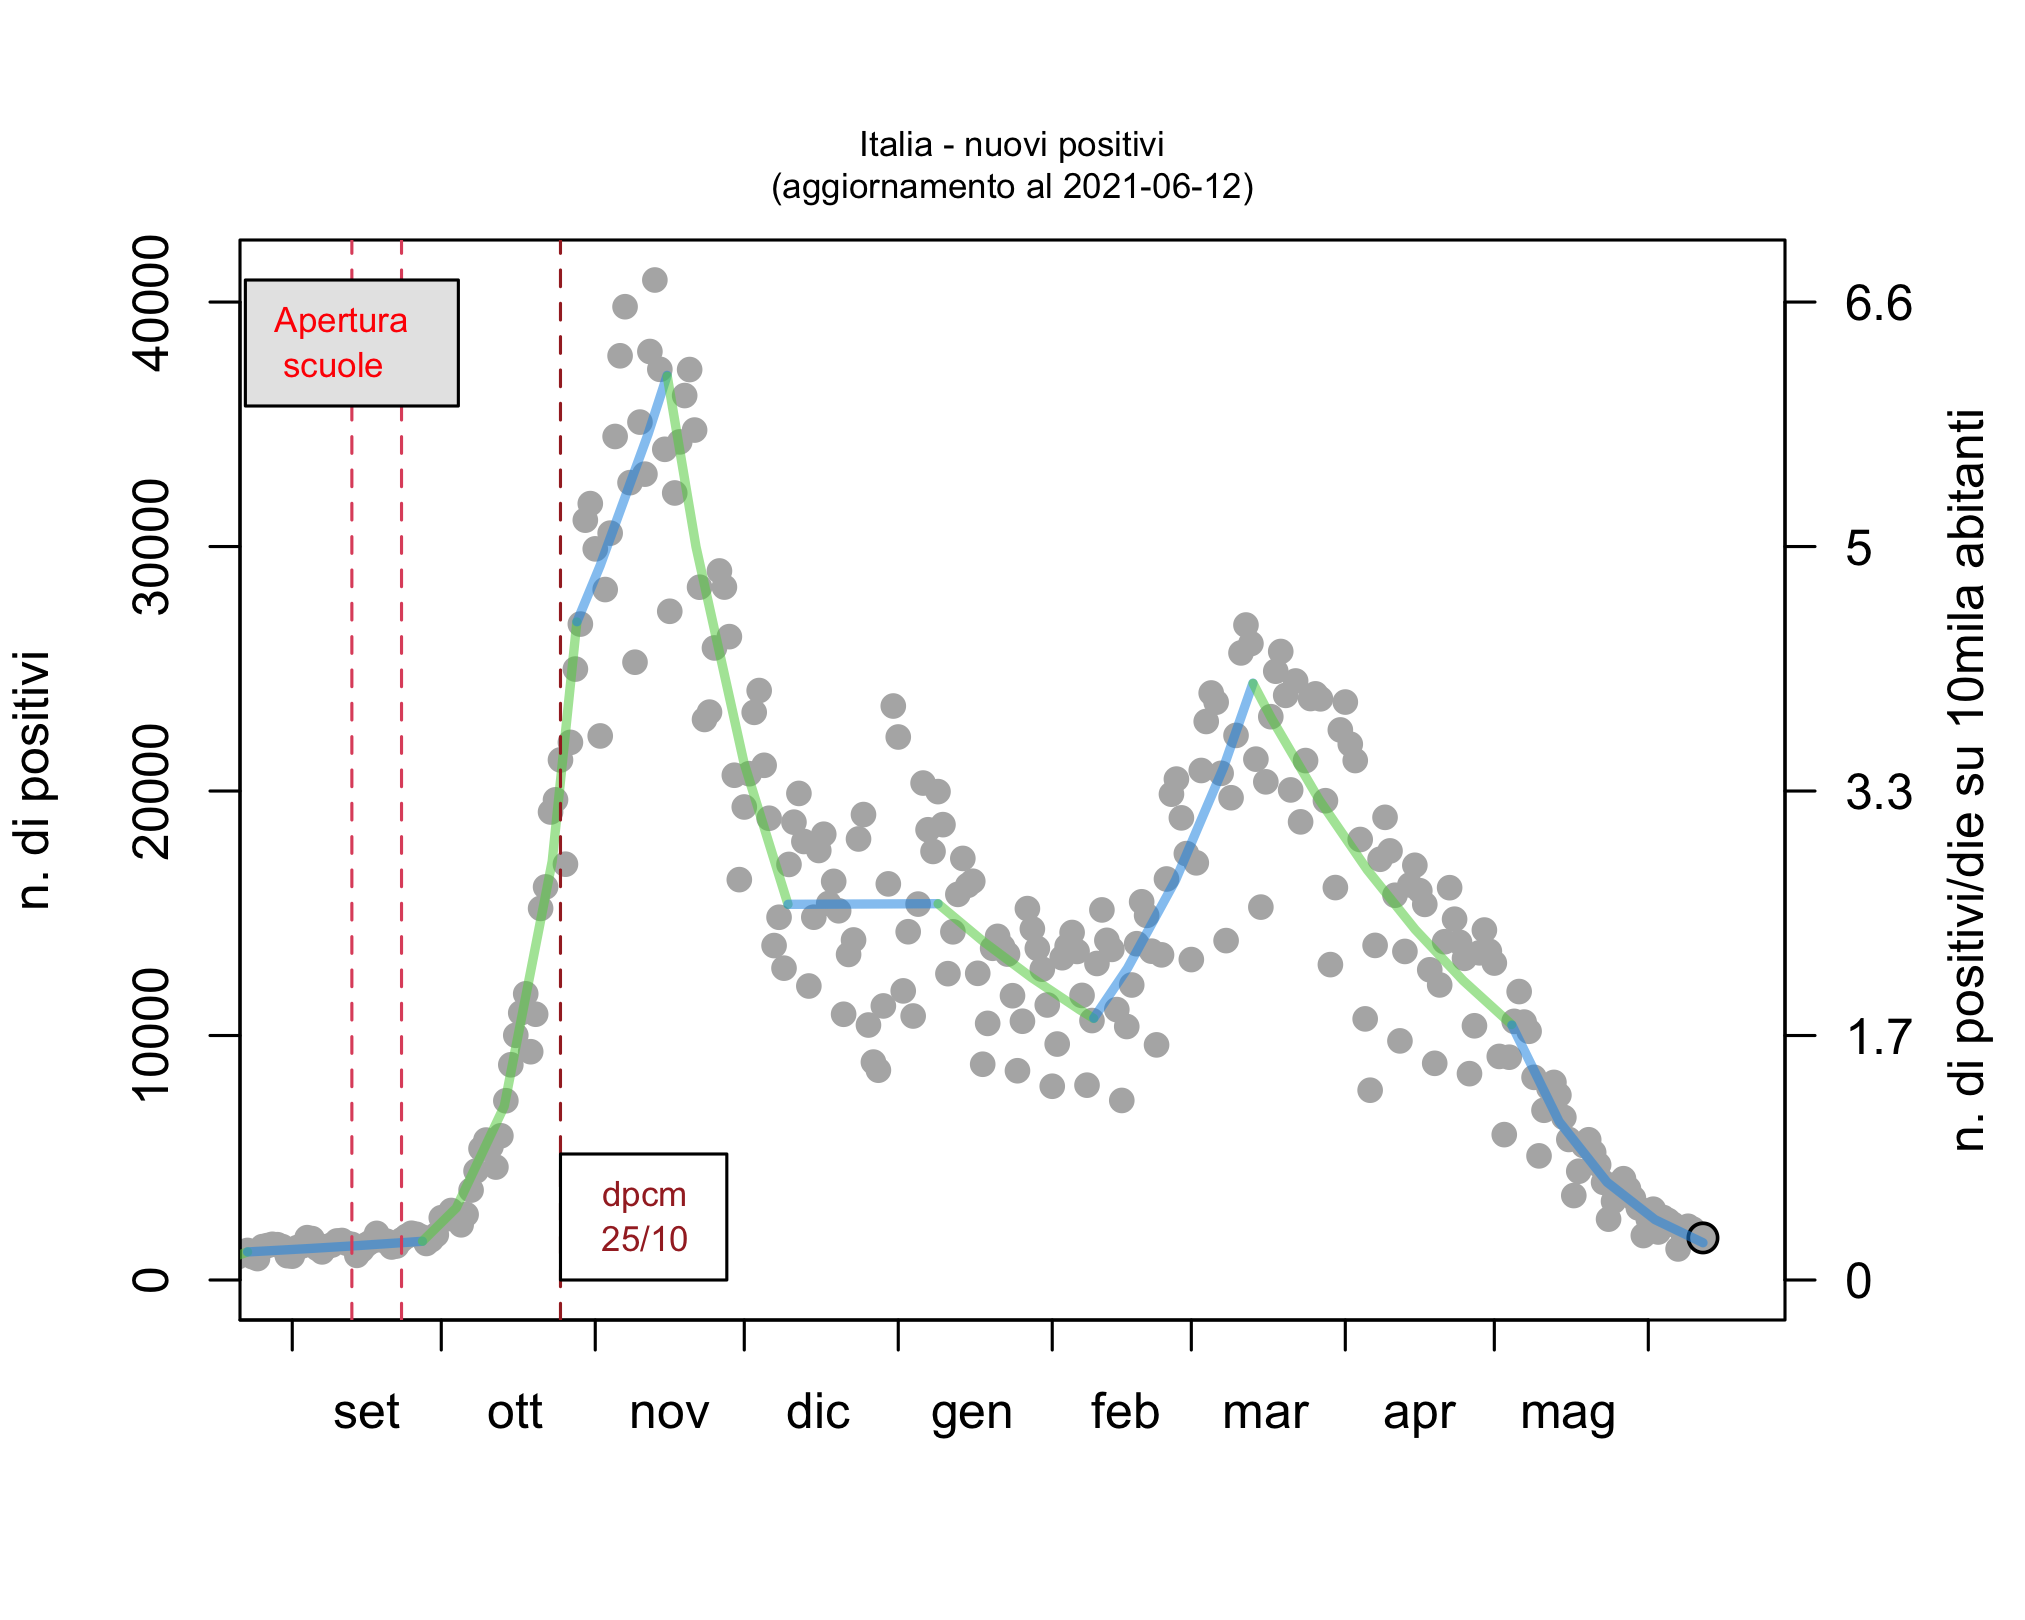 Italia - nuovi positivi
(aggiornamento al 2021-06-12)
n. di positivi
40000
30000
20000
10000
0
Apertura
scuole
dpcm
25/10
6.6
5
3.3
1.7
0
n. di positivi/die su 10mila abitanti
set ott nov dic gen feb mar apr mag